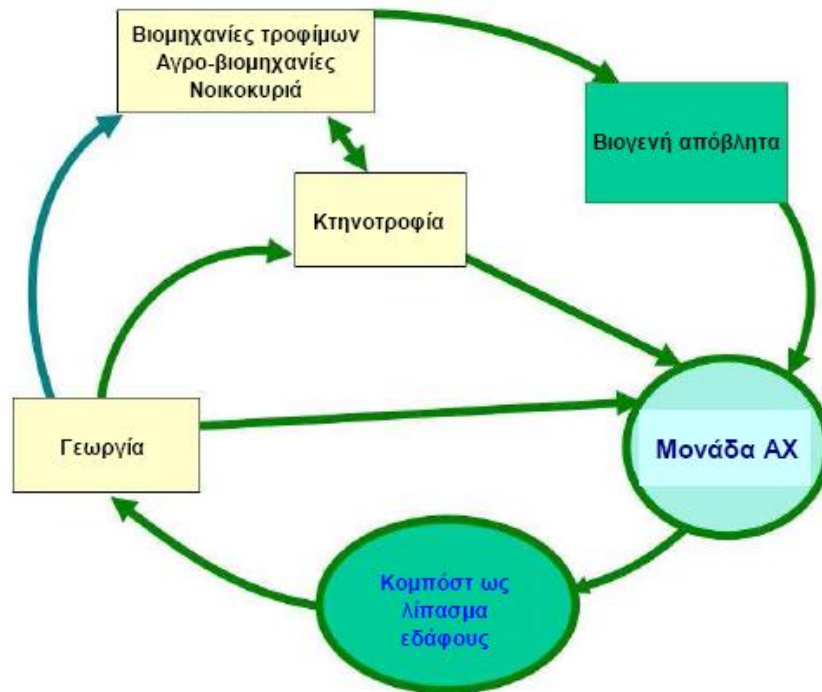 Βιομηχανίες τροφίμων
Αγρο-βιομηχανίες
Νοικοκυριά
Βιογενή απόβλητα
Κτηνοτροφία
Γεωργία
Μονάδα ΑΧ
Κομπόστ ως
λίπασμα
εδάφους